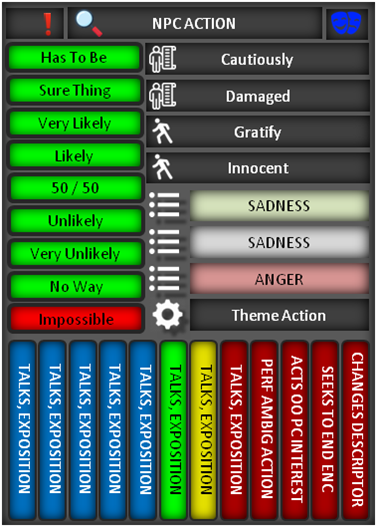 NPC ACTION
Has To Be
Sure Thing
Very Likely
Likely
50 / 50
Unlikely
Very Unlikely
No Way
Impossible
Cautiously
Damaged
Gratify
Innocent
SADNESS
SADNESS
ANGER
Theme Action
TALKS, EXPOSITION
TALKS, EXPOSITION
TALKS, EXPOSITION
TALKS, EXPOSITION
TALKS, EXPOSITION
TALKS, EXPOSITION
TALKS, EXPOSITION
TALKS, EXPOSITION
PERF AMBIG ACTION
ACTS OO PC INTEREST
SEEKS TO END ENC
CHANGES DESCRIPTOR